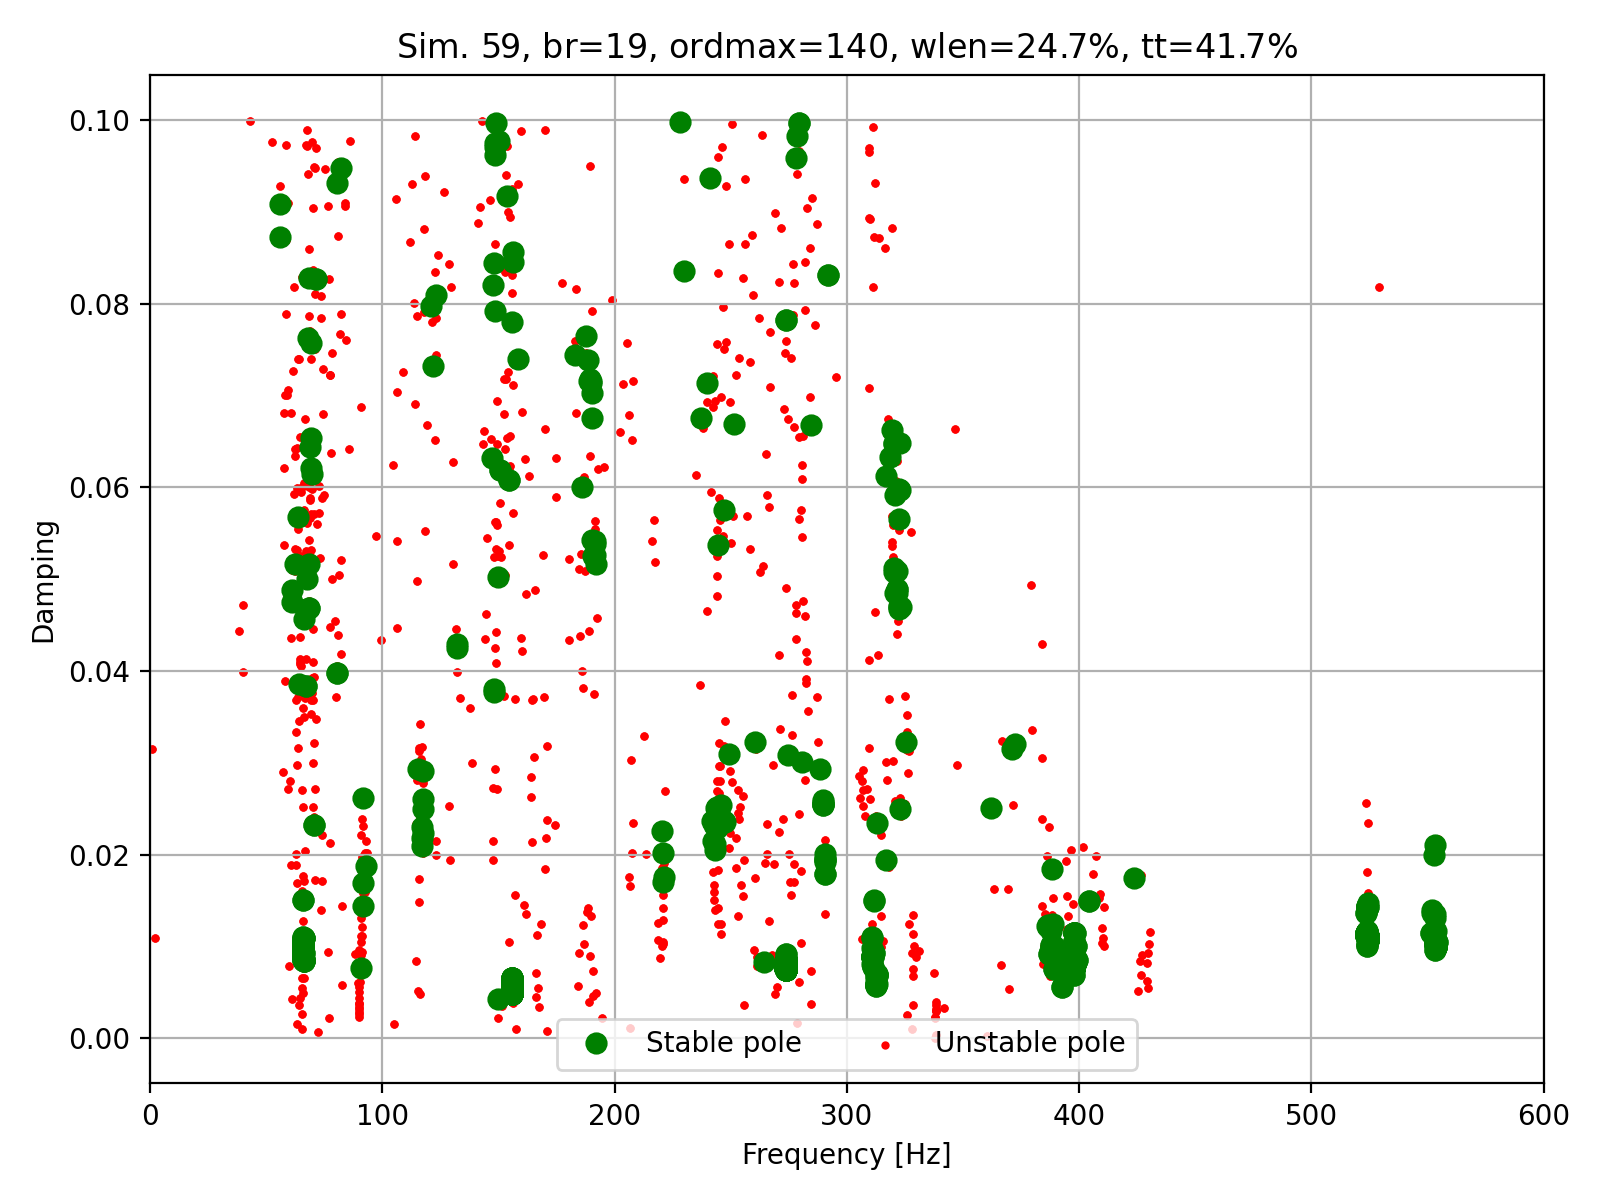 Sim. 59, br=19, ordmax=140, wlen=24.7%, tt=41.7%
0.10
0.08
0.06
0.04
0.02
0.00
Damping
Stable pole
Unstable pole
0 100 200 300 400 500 600
Frequency [Hz]